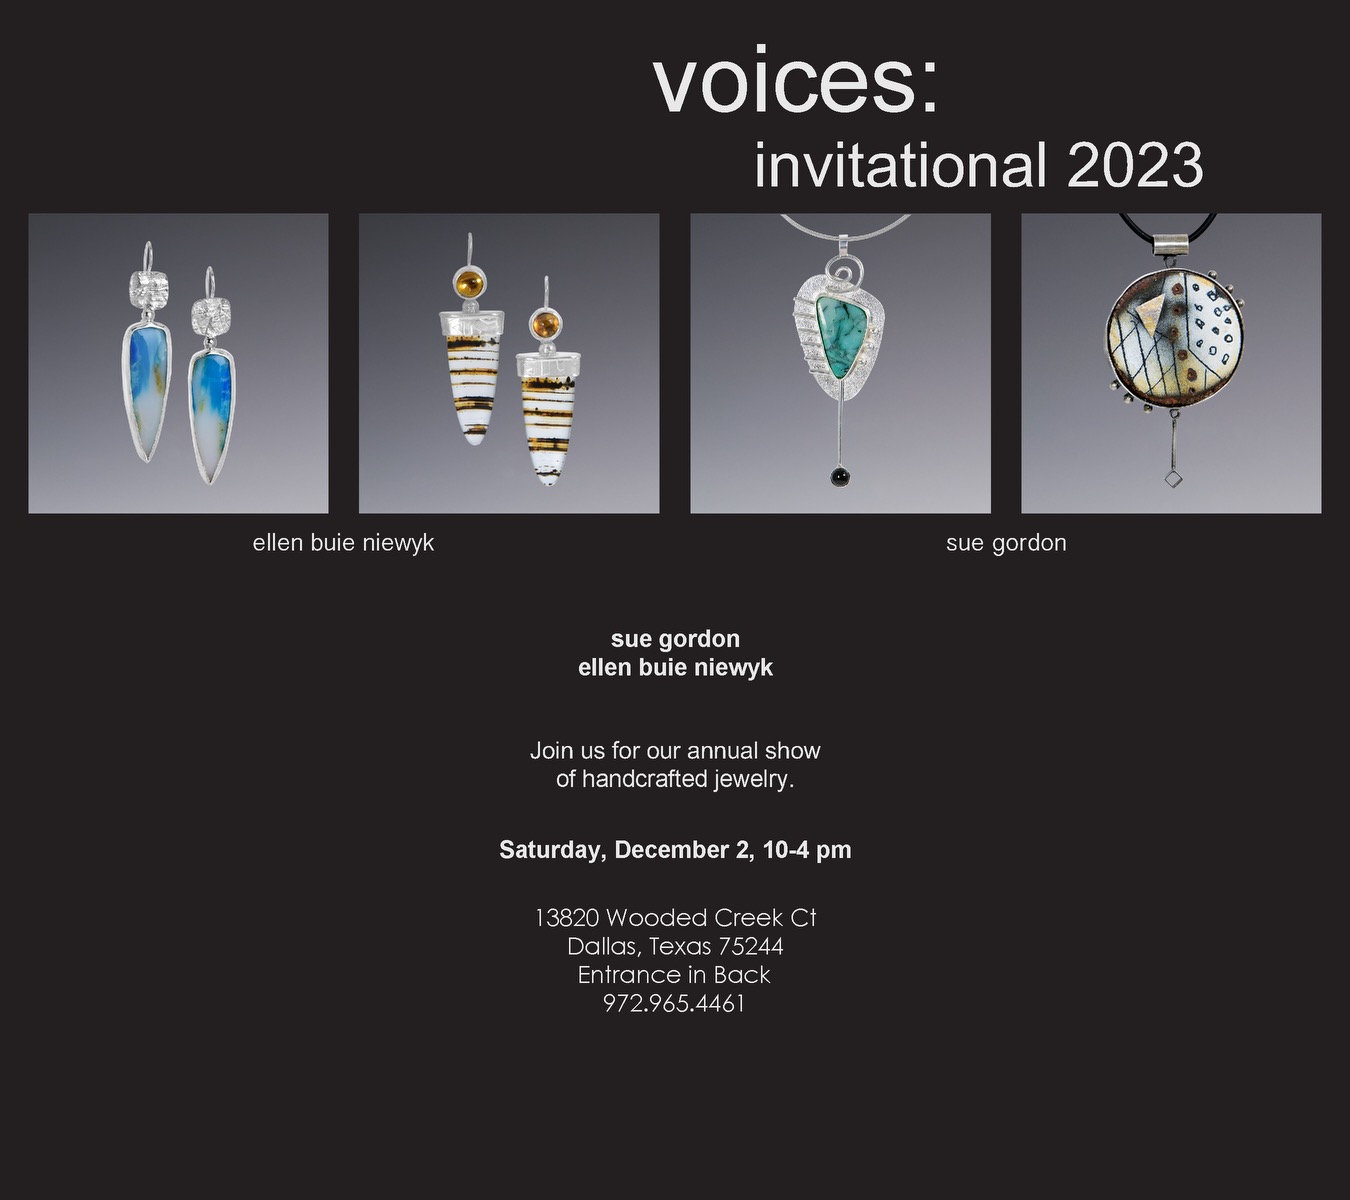 voices:
invitational 2023
ellen buie niewyk
sue gordon
sue gordon
ellen buie niewyk
Join us for our annual show
of handcrafted jewelry.
Saturday, December 2, 10-4 pm
13820 Wooded Creek Ct
Dallas, Texas 75244
Entrance in Back
972.965.4461